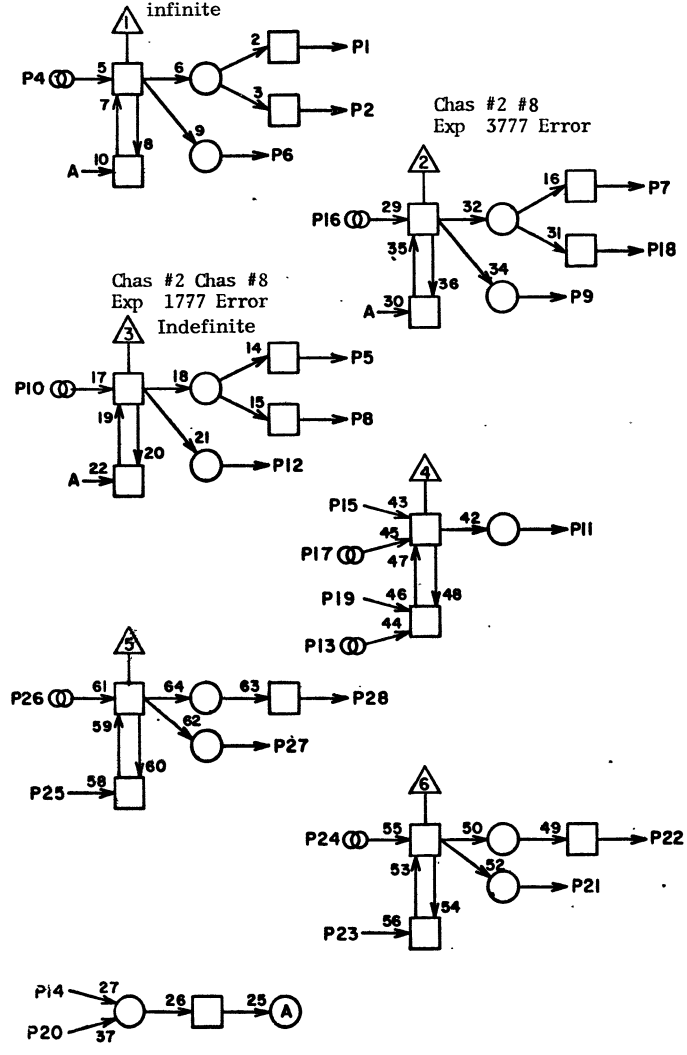 infinite
1
P4 5 6 2 P1
7 3 P2
8 9 P6
A 10
Chas #2 #8
Exp 3777 Error
2
P16 29 32 16 P7
35 31 P18
36 34 P9
A 30
Chas #2 Chas #8
Exp 1777 Error
3 Indefinite
P10 17 18 14 P5
19 15 P8
20 21 P12
A 22
4
P15 43
P17 45 42 P11
47
P19 46 48
P13 44
5
P26 61 64 63 P28
59 62 P27
60
P25 58
6
P24 55 50 49 P22
53 52 P21
54
P23 56
P14 27
26 25 A
P20 37